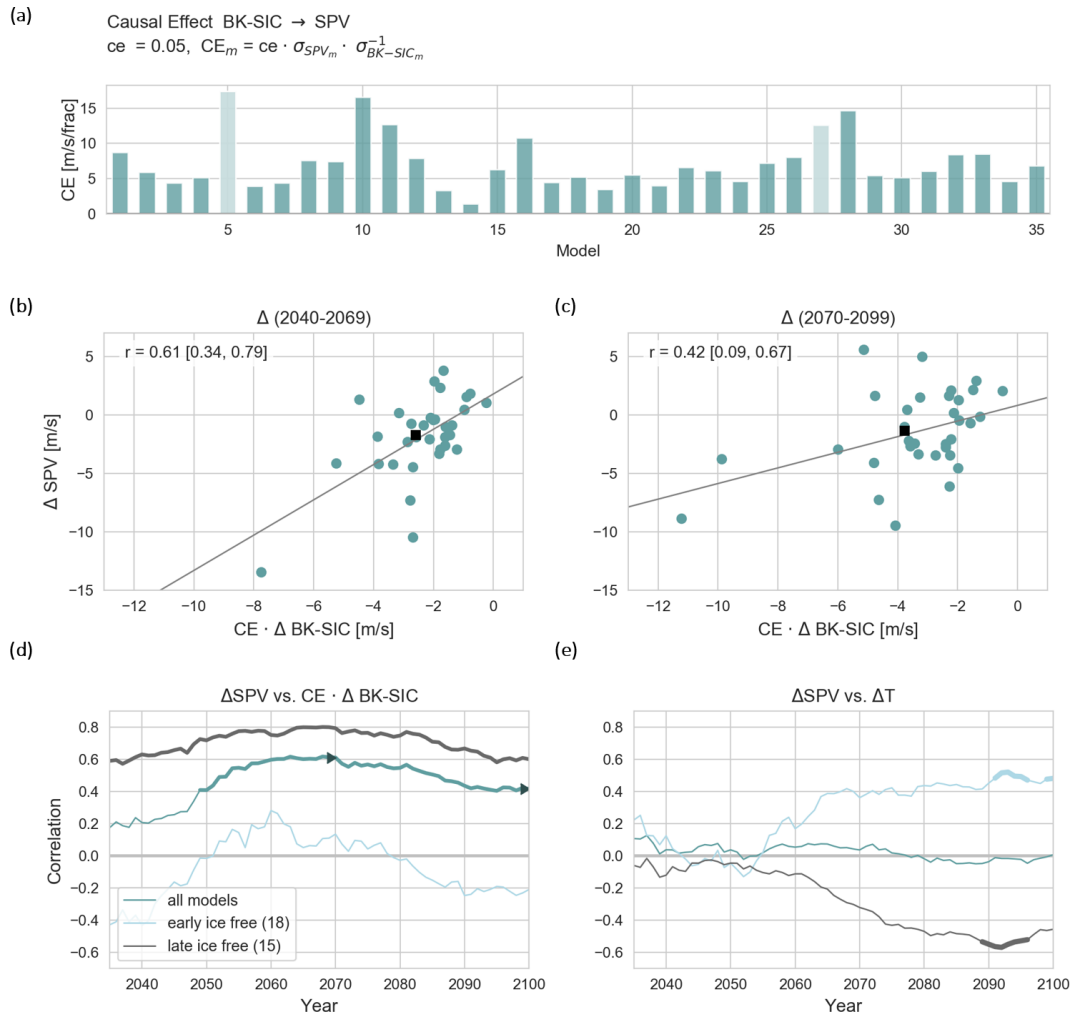 (a)
Causal Effect BK-SIC → SPV
ce = 0.05, CEₘ = ce · σ_SPVₘ · σ⁻¹_BK−SICₘ
CE [m/s/frac]
15
10
5
0
5 10 15 20 25 30 35
Model
(b)
Δ (2040-2069)
r = 0.61 [0.34, 0.79]
Δ SPV [m/s]
5
0
−5
−10
−15
−12 −10 −8 −6 −4 −2 0
CE · Δ BK-SIC [m/s]
(c)
Δ (2070-2099)
r = 0.42 [0.09, 0.67]
5
0
−5
−10
−15
−12 −10 −8 −6 −4 −2 0
CE · Δ BK-SIC [m/s]
(d)
ΔSPV vs. CE · Δ BK-SIC
Correlation
0.8
0.6
0.4
0.2
0.0
−0.2
−0.4
−0.6
all models
early ice free (18)
late ice free (15)
2040 2050 2060 2070 2080 2090 2100
Year
(e)
ΔSPV vs. ΔT
0.8
0.6
0.4
0.2
0.0
−0.2
−0.4
−0.6
2040 2050 2060 2070 2080 2090 2100
Year